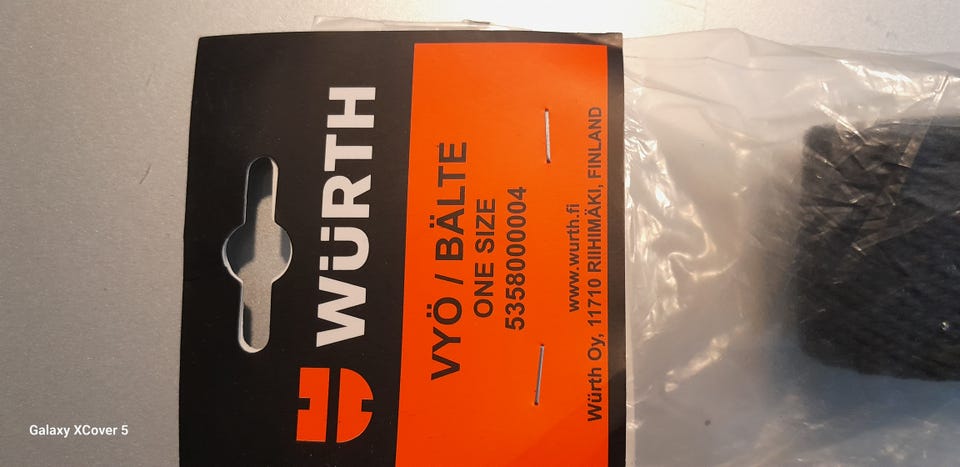 WÜRTH
VYÖ / BÄLTE
ONE SIZE
5358000004
www.wurth.fi
Würth Oy, 11710 RIIHIMÄKI, FINLAND
Galaxy XCover 5